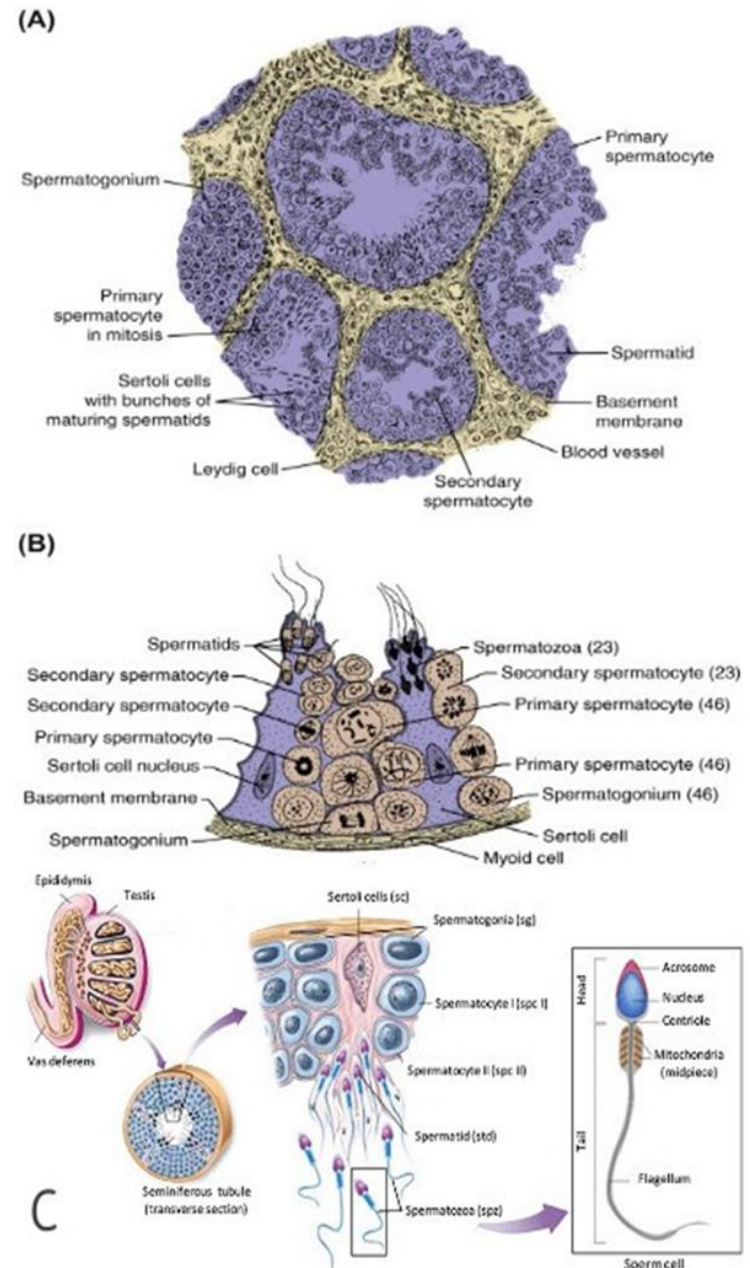 (A)
Primary
spermatocyte
Spermatogonium
Primary
spermatocyte
in mitosis
Spermatid
Sertoli cells
with bunches of
maturing spermatids
Basement
membrane
Blood vessel
Leydig cell
Secondary
spermatocyte
(B)
Spermatids
Spermatozoa (23)
Secondary spermatocyte
Secondary spermatocyte (23)
Secondary spermatocyte
Primary spermatocyte (46)
Primary spermatocyte
Sertoli cell nucleus
Primary spermatocyte (46)
Basement membrane
Spermatogonium (46)
Spermatogonium
Sertoli cell
Myoid cell
Epididymis
Testis
Vas deferens
Seminiferous tubule
(transverse section)
C
Sertoli cells (sc)
Spermatogonia (sg)
Spermatocyte I (spc I)
Spermatocyte II (spc II)
Spermatid (std)
Spermatozoa (spz)
Head
Tail
Acrosome
Nucleus
Centriole
Mitochondria
(midpiece)
Flagellum
Sperm cell